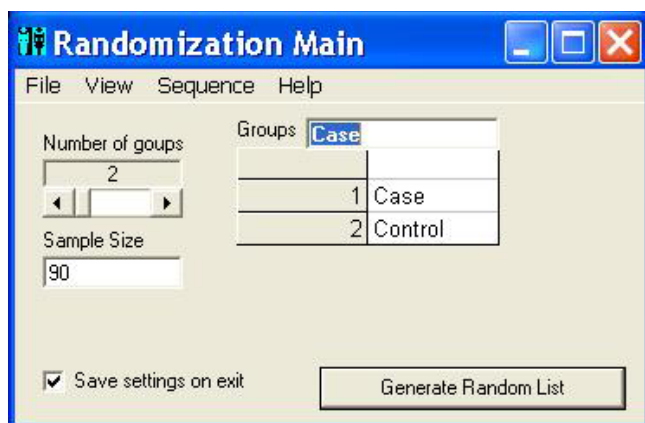 Randomization Main
File View Sequence Help
Number of goups
2
Sample Size
90
Groups Case
1 Case
2 Control
Save settings on exit
Generate Random List